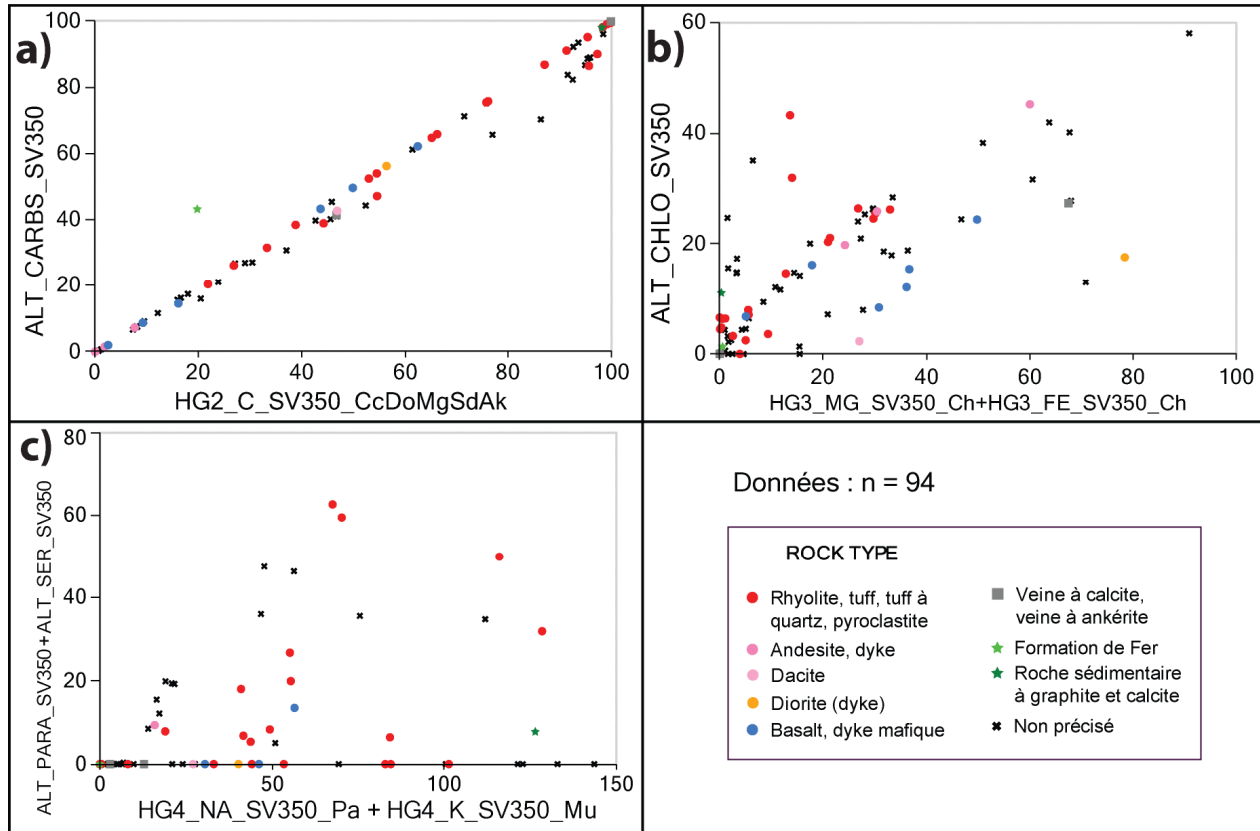 a)
ALT_CARBS_SV350
100
80
60
40
20
0
0 20 40 60 80 100
HG2_C_SV350_CcDoMgSdAk
b)
ALT_CHLO_SV350
60
40
20
0
0 20 40 60 80 100
HG3_MG_SV350_Ch+HG3_FE_SV350_Ch
c)
ALT_PARA_SV350 + ALT_SER_SV350
80
60
40
20
0
0 50 100 150
HG4_NA_SV350_Pa + HG4_K_SV350_Mu
Données : n = 94
ROCK TYPE
Rhyolite, tuff, tuff à
quartz, pyroclastite
Andesite, dyke
Dacite
Diorite (dyke)
Basalt, dyke mafique
Veine à calcite,
veine à ankérite
Formation de Fer
Roche sédimentaire
à graphite et calcite
Non précisé